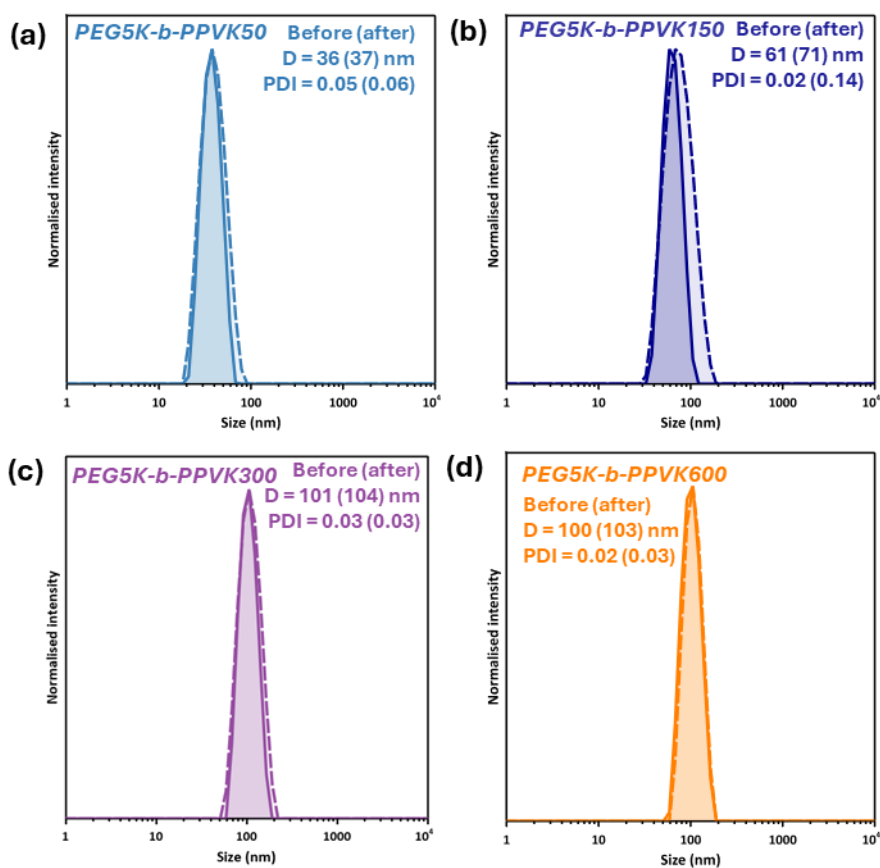 (a)
PEG5K-b-PPVK50
Before (after)
D = 36 (37) nm
PDI = 0.05 (0.06)
Normalised intensity
1 10 100 1000 10⁴
Size (nm)
(b)
PEG5K-b-PPVK150
Before (after)
D = 61 (71) nm
PDI = 0.02 (0.14)
Normalised intensity
1 10 100 1000 10⁴
Size (nm)
(c)
PEG5K-b-PPVK300
Before (after)
D = 101 (104) nm
PDI = 0.03 (0.03)
Normalised intensity
1 10 100 1000 10⁴
Size (nm)
(d)
PEG5K-b-PPVK600
Before (after)
D = 100 (103) nm
PDI = 0.02 (0.03)
Normalised intensity
1 10 100 1000 10⁴
Size (nm)